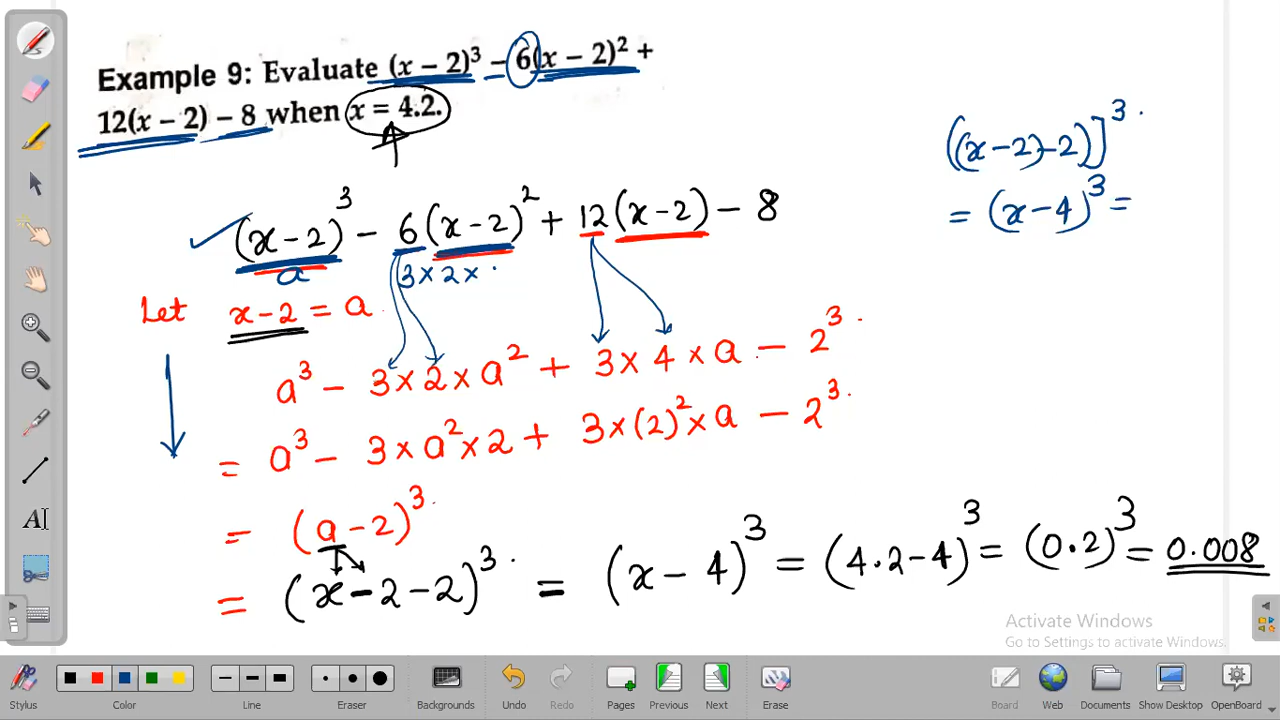 Example 9: Evaluate (x − 2)³ − 6(x − 2)² +
12(x − 2) − 8 when x = 4.2.
((x−2)−2)]³.
= (x−4)³ =
(x−2)³ − 6(x−2)² + 12(x−2) − 8
a 3×2×.
Let x−2 = a.
a³ − 3×2×a² + 3×4×a − 2³.
= a³ − 3×a²×2 + 3×(2)²×a − 2³.
= (a−2)³.
= (x−2−2)³. = (x−4)³ = (4.2−4)³ = (0.2)³ = 0.008
Activate Windows
Go to Settings to activate Windows.
AI
Stylus Color Line Eraser Backgrounds Undo Redo Pages Previous Next Erase Board Web Documents Show Desktop OpenBoard